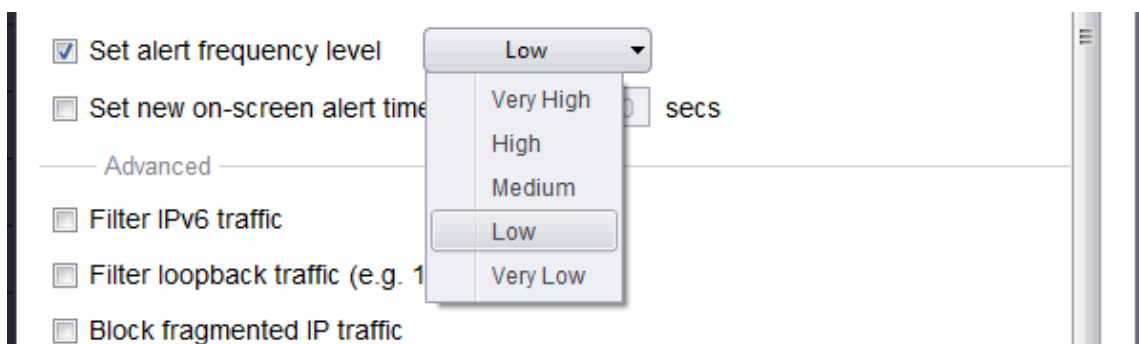 Set alert frequency level Low
Very High
Set new on-screen alert time secs
High
Advanced
Medium
Filter IPv6 traffic
Low
Filter loopback traffic (e.g. 1
Very Low
Block fragmented IP traffic